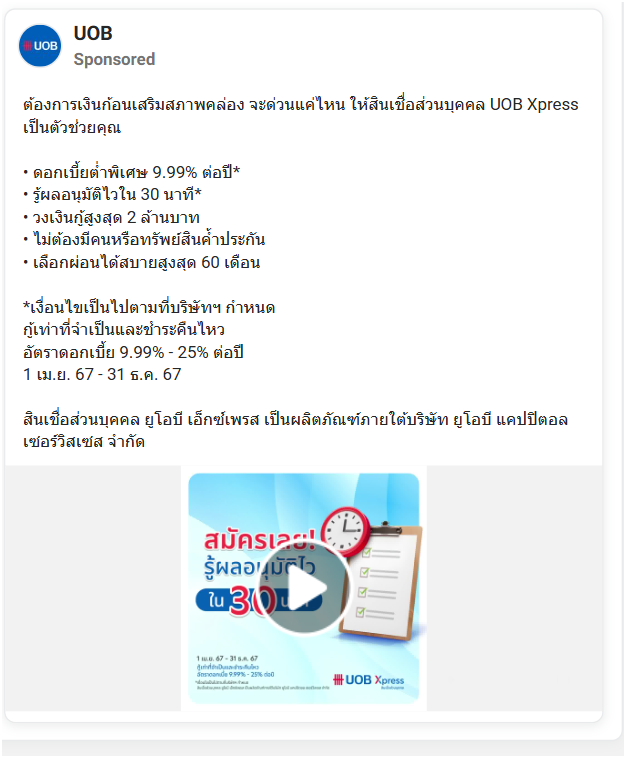 UOB
UOB
Sponsored
ต้องการเงินก้อนเสริมสภาพคล่อง จะด่วนแค่ไหน ให้สินเชื่อส่วนบุคคล UOB Xpress
เป็นตัวช่วยคุณ
• ดอกเบี้ยต่ำพิเศษ 9.99% ต่อปี*
• รู้ผลอนุมัติไวใน 30 นาที*
• วงเงินกู้สูงสุด 2 ล้านบาท
• ไม่ต้องมีคนหรือทรัพย์สินค้ำประกัน
• เลือกผ่อนได้สบายสูงสุด 60 เดือน
*เงื่อนไขเป็นไปตามที่บริษัทฯ กำหนด
กู้เท่าที่จำเป็นและชำระคืนไหว
อัตราดอกเบี้ย 9.99% - 25% ต่อปี
1 เม.ย. 67 - 31 ธ.ค. 67
สินเชื่อส่วนบุคคล ยูโอบี เอ็กซ์เพรส เป็นผลิตภัณฑ์ภายใต้บริษัท ยูโอบี แคปปิตอล
เซอร์วิสเซส จำกัด
สมัครเลย!
รู้ผลอนุมัติไว
ใน 30 นาที
1 เม.ย. 67 - 31 ธ.ค. 67
กู้เท่าที่จำเป็นและชำระคืนไหว
อัตราดอกเบี้ย 9.99% - 25% ต่อปี
UOB Xpress